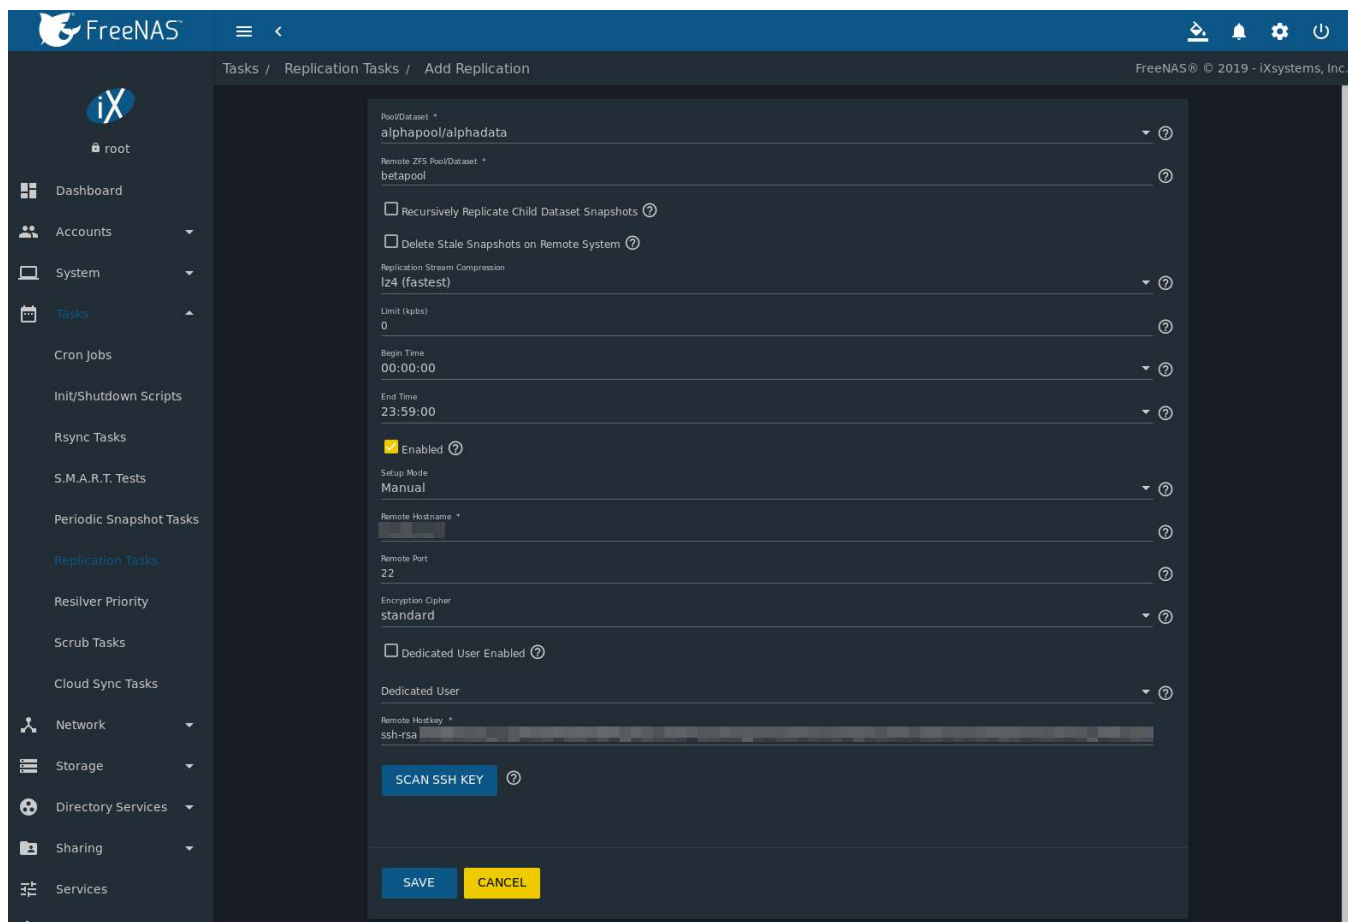 FreeNAS
Tasks / Replication Tasks / Add Replication
FreeNAS® © 2019 - iXsystems, Inc.
iX
root
Dashboard
Accounts
System
Tasks
Cron Jobs
Init/Shutdown Scripts
Rsync Tasks
S.M.A.R.T. Tests
Periodic Snapshot Tasks
Replication Tasks
Resilver Priority
Scrub Tasks
Cloud Sync Tasks
Network
Storage
Directory Services
Sharing
Services
Pool/Dataset *
alphapool/alphadata
Remote ZFS Pool/Dataset *
betapool
Recursively Replicate Child Dataset Snapshots
Delete Stale Snapshots on Remote System
Replication Stream Compression
lz4 (fastest)
Limit (kpbs)
0
Begin Time
00:00:00
End Time
23:59:00
Enabled
Setup Mode
Manual
Remote Hostname *
Remote Port
22
Encryption Cipher
standard
Dedicated User Enabled
Dedicated User
Remote Hostkey *
ssh-rsa
SCAN SSH KEY
SAVE
CANCEL